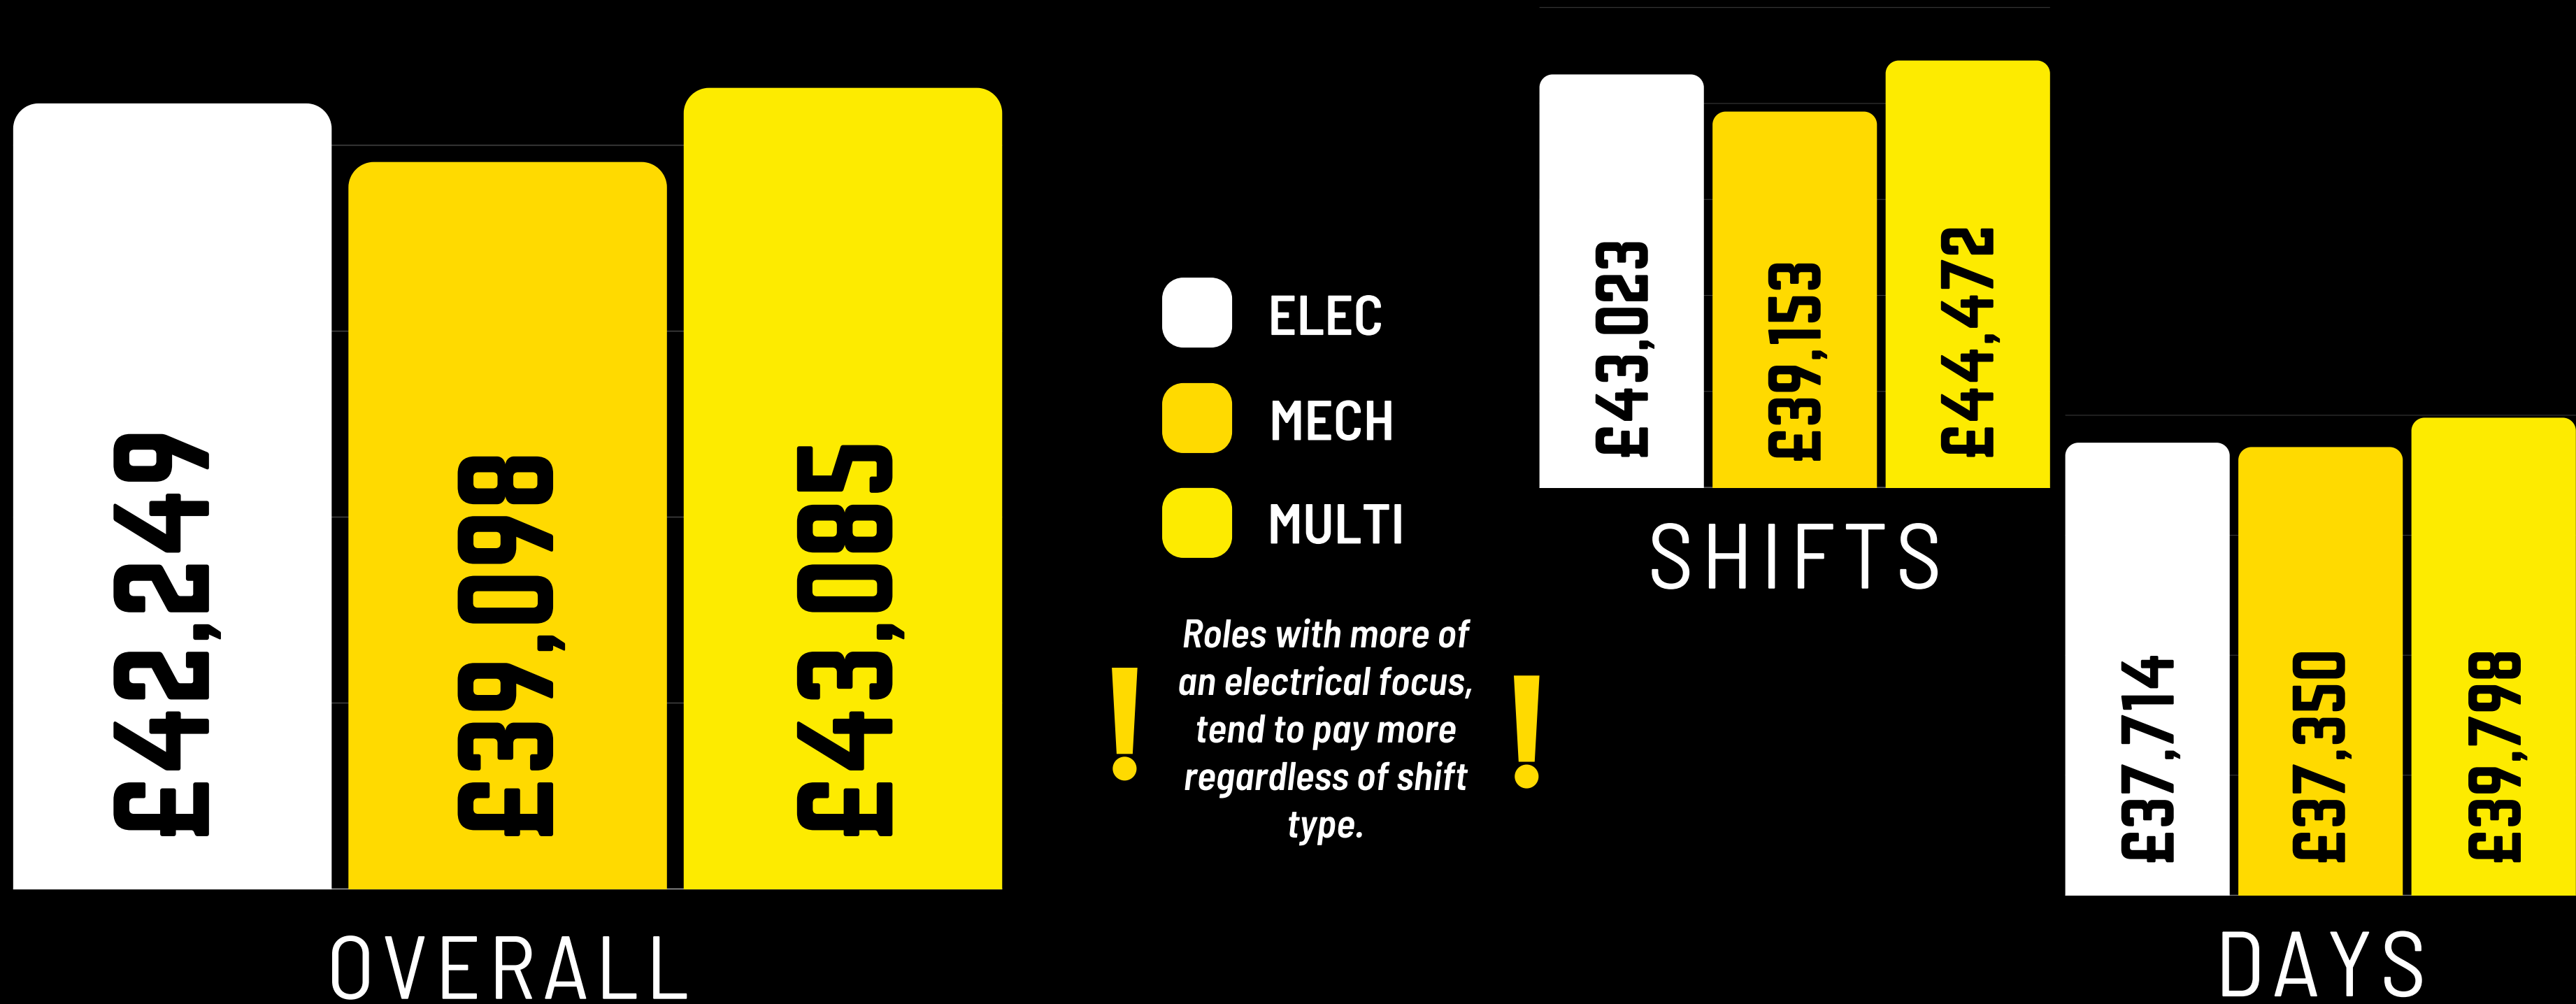 £42,249
£39,098
£43,085
OVERALL
ELEC
MECH
MULTI
Roles with more of
an electrical focus,
tend to pay more
regardless of shift
type.
!
!
£43,023
£39,153
£44,472
SHIFTS
£37,714
£37,350
£39,798
DAYS